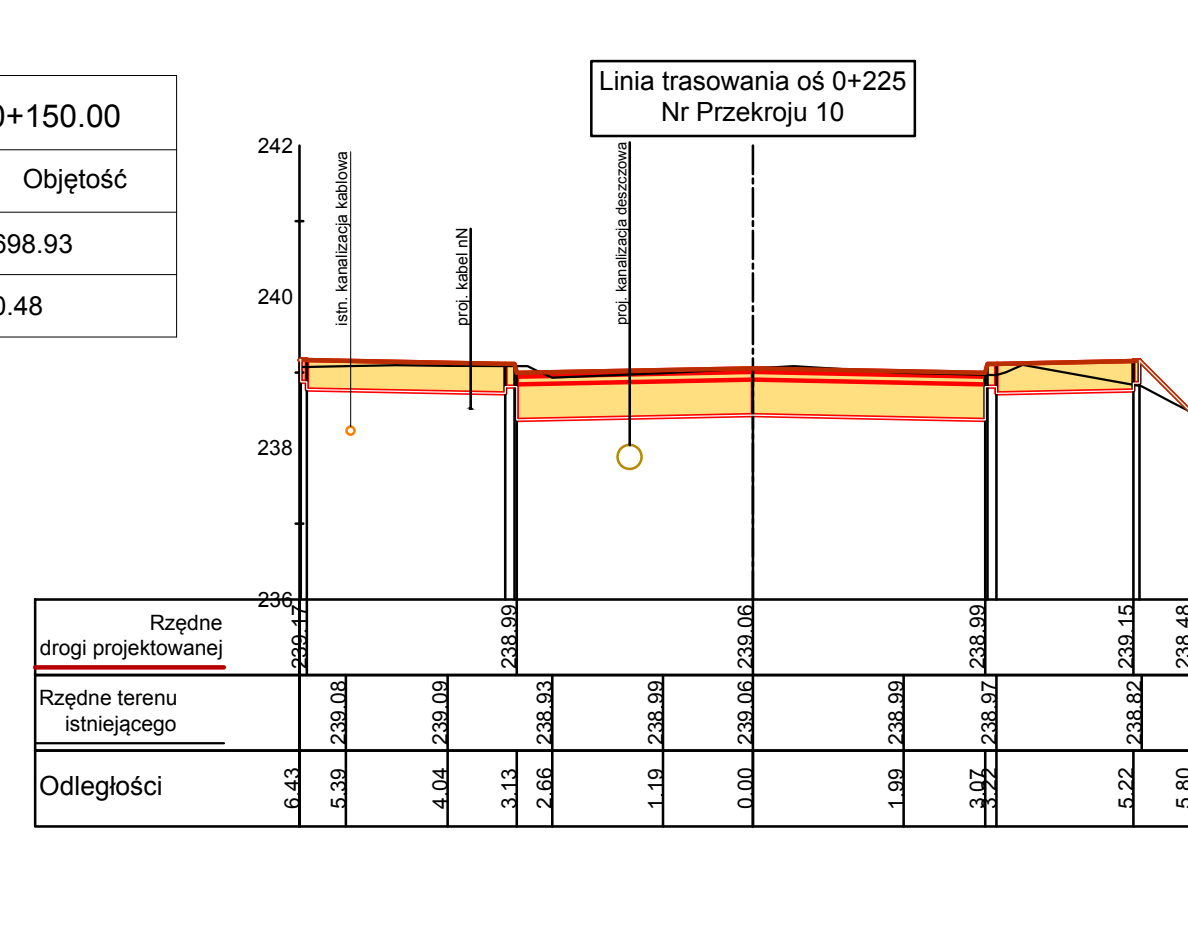 Linia trasowania oś 0+225
Nr Przekroju 10
0+150.00
Objętość
698.93
0.48
242
240
238
236
istn. kanalizacja kablowa
proj. kabel nN
proj. kanalizacja deszczowa
Rzędne
drogi projektowanej
239.17 238.99 239.06 238.99 239.15 238.48
Rzędne terenu
istniejącego
239.08 239.09 238.93 238.99 239.06 238.99 238.97 238.82
Odległości
6.43 5.39 4.04 3.13 2.66 1.19 0.00 1.99 3.07 3.22 5.22 5.80